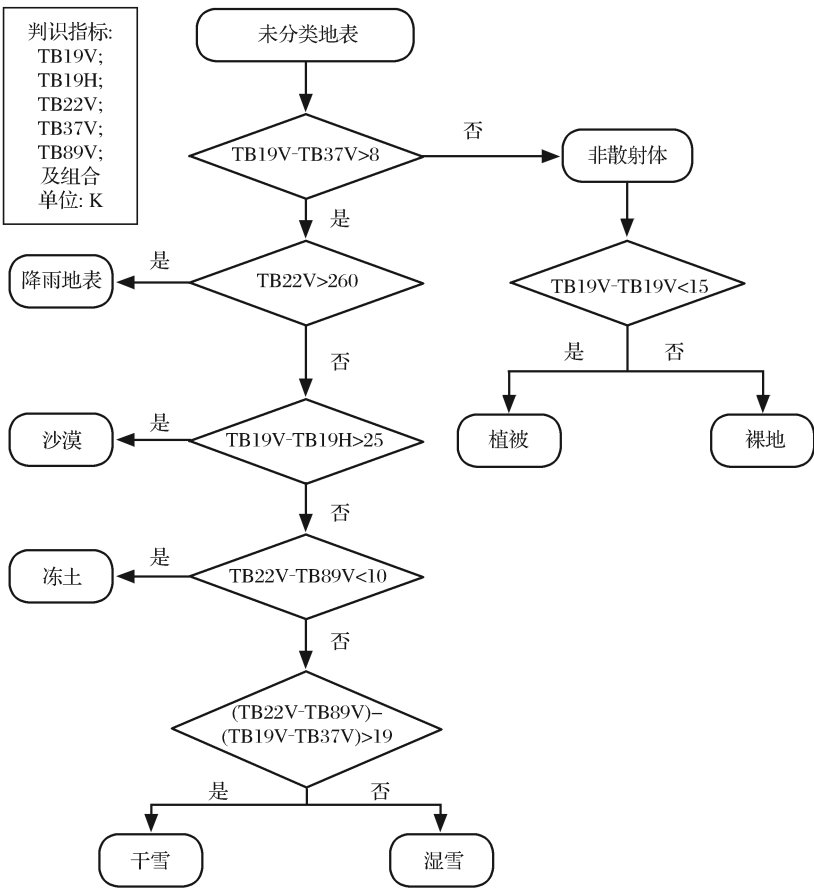 判识指标:
TB19V;
TB19H;
TB22V;
TB37V;
TB89V;
及组合
单位: K
未分类地表
TB19V-TB37V>8
否
非散射体
是
降雨地表
是
TB22V>260
TB19V-TB19V<15
否
是
否
沙漠
是
TB19V-TB19H>25
植被
裸地
否
冻土
是
TB22V-TB89V<10
否
(TB22V-TB89V)−
(TB19V-TB37V)>19
是
否
干雪
湿雪